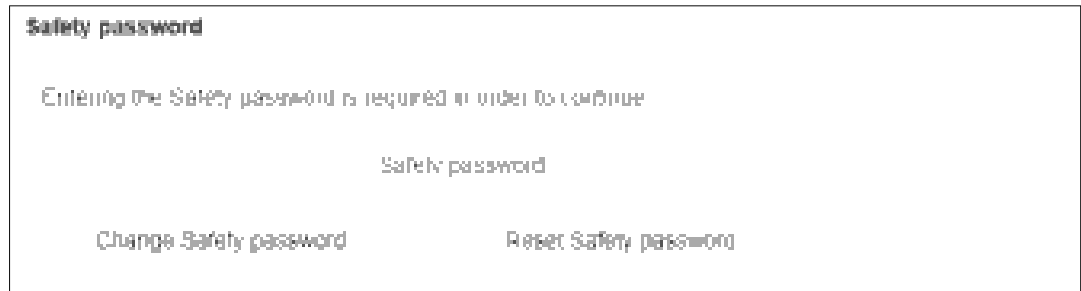 Safety password
Entering the Safety password is required in order to continue
Safety password
Change Safety password
Reset Safety password